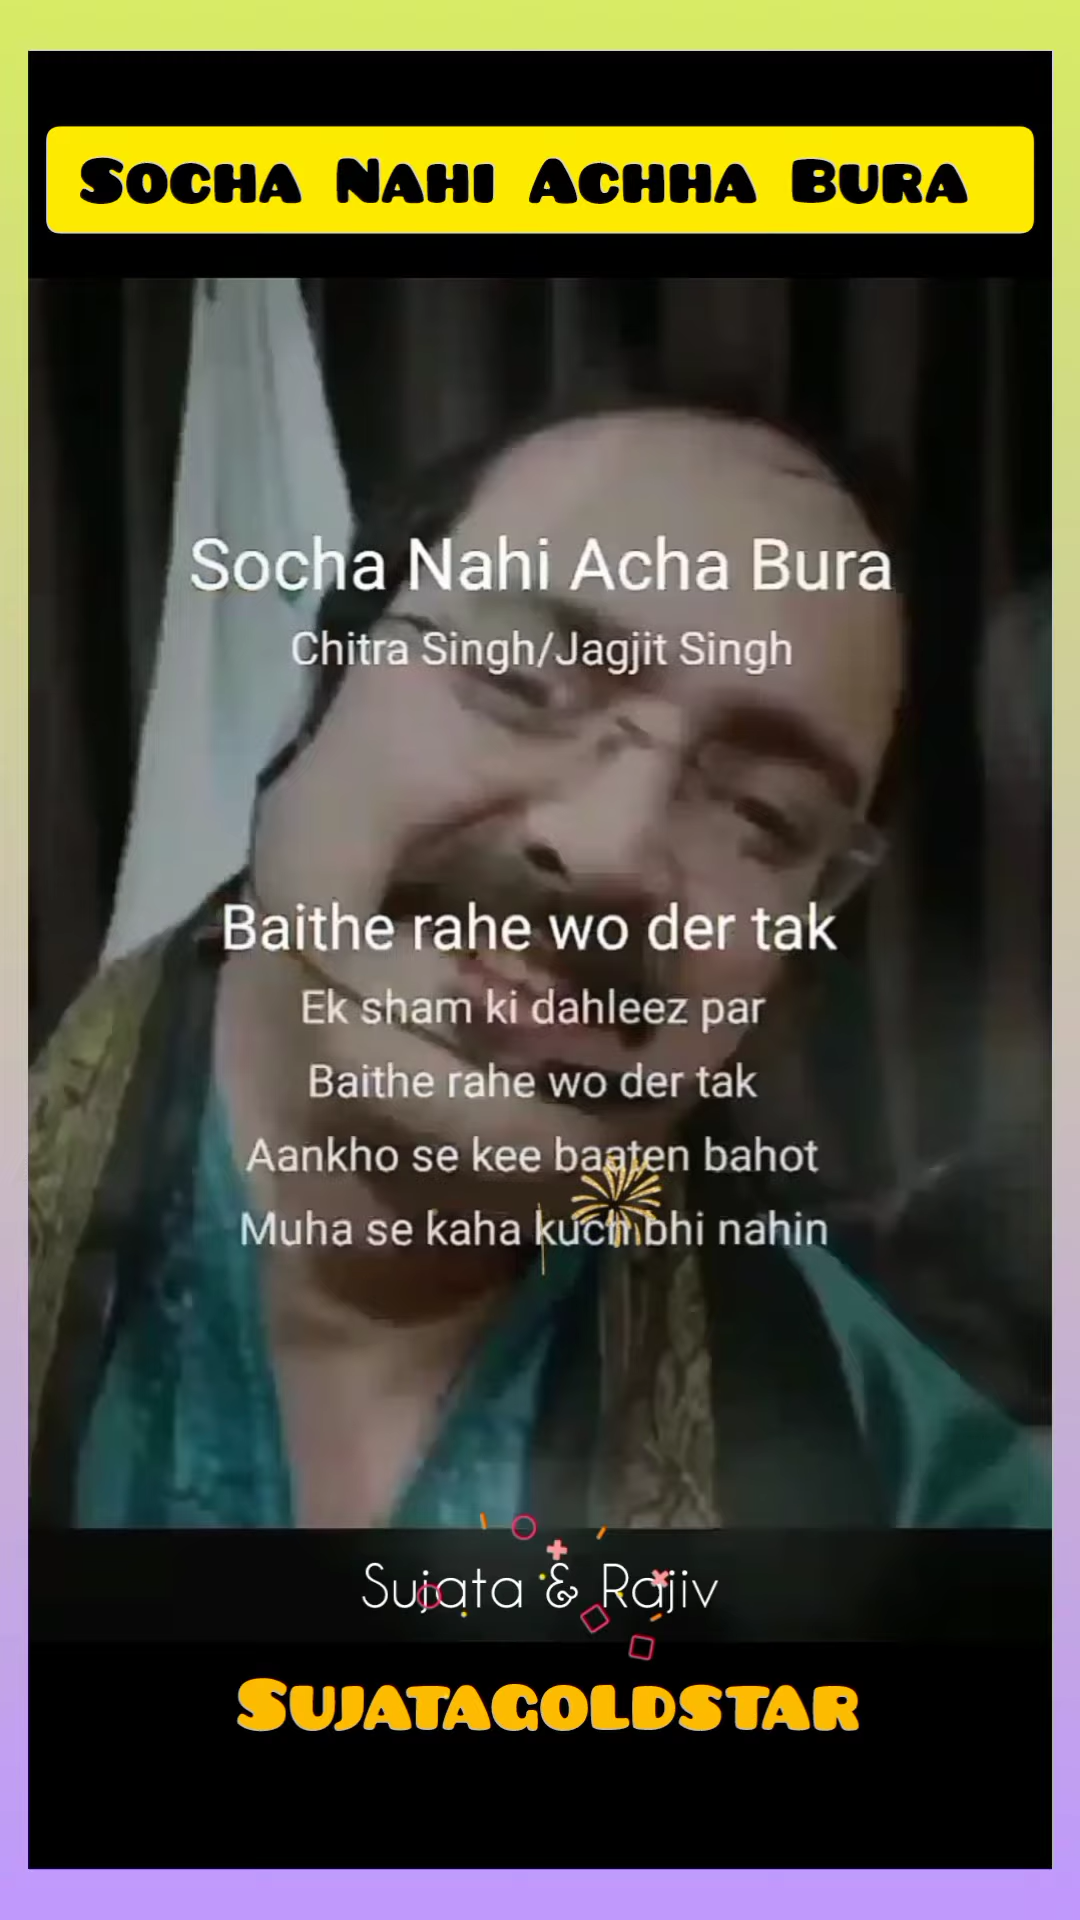 Socha Nahi Achha Bura
Socha Nahi Acha Bura
Chitra Singh/Jagjit Singh
Baithe rahe wo der tak
Ek sham ki dahleez par
Baithe rahe wo der tak
Aankho se kee baaten bahot
Muha se kaha kuch bhi nahin
Sujata & Rajiv
Sujatagoldstar